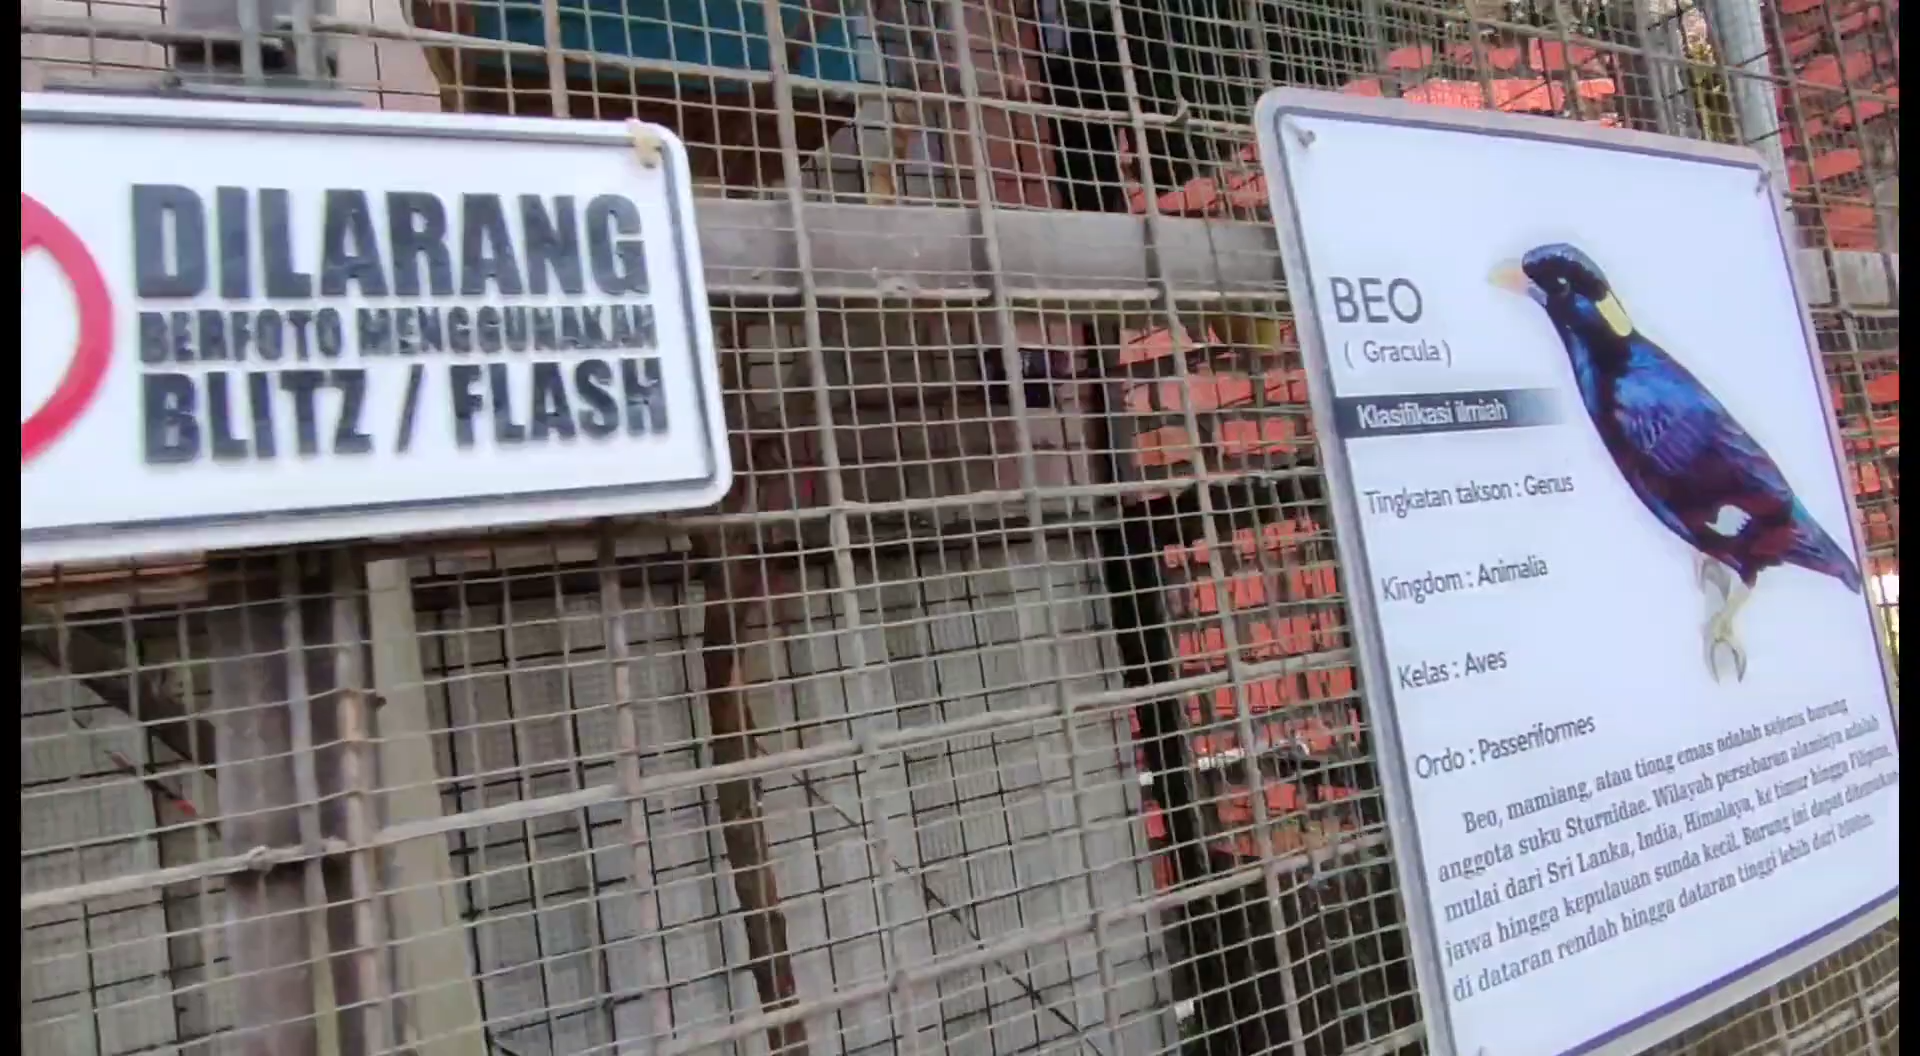 DILARANG
BERFOTO MENGGUNAKAN
BLITZ / FLASH
BEO
( Gracula )
Klasifikasi ilmiah
Tingkatan takson : Genus
Kingdom : Animalia
Kelas : Aves
Ordo : Passeriformes
Beo, mamiang, atau tiong emas adalah sejenis burung
anggota suku Sturnidae. Wilayah persebaran alaminya adalah
mulai dari Sri Lanka, India, Himalaya, ke timur hingga Filipina,
jawa hingga kepulauan sunda kecil. Burung ini dapat ditemukan
di dataran rendah hingga dataran tinggi lebih dari 2000m.